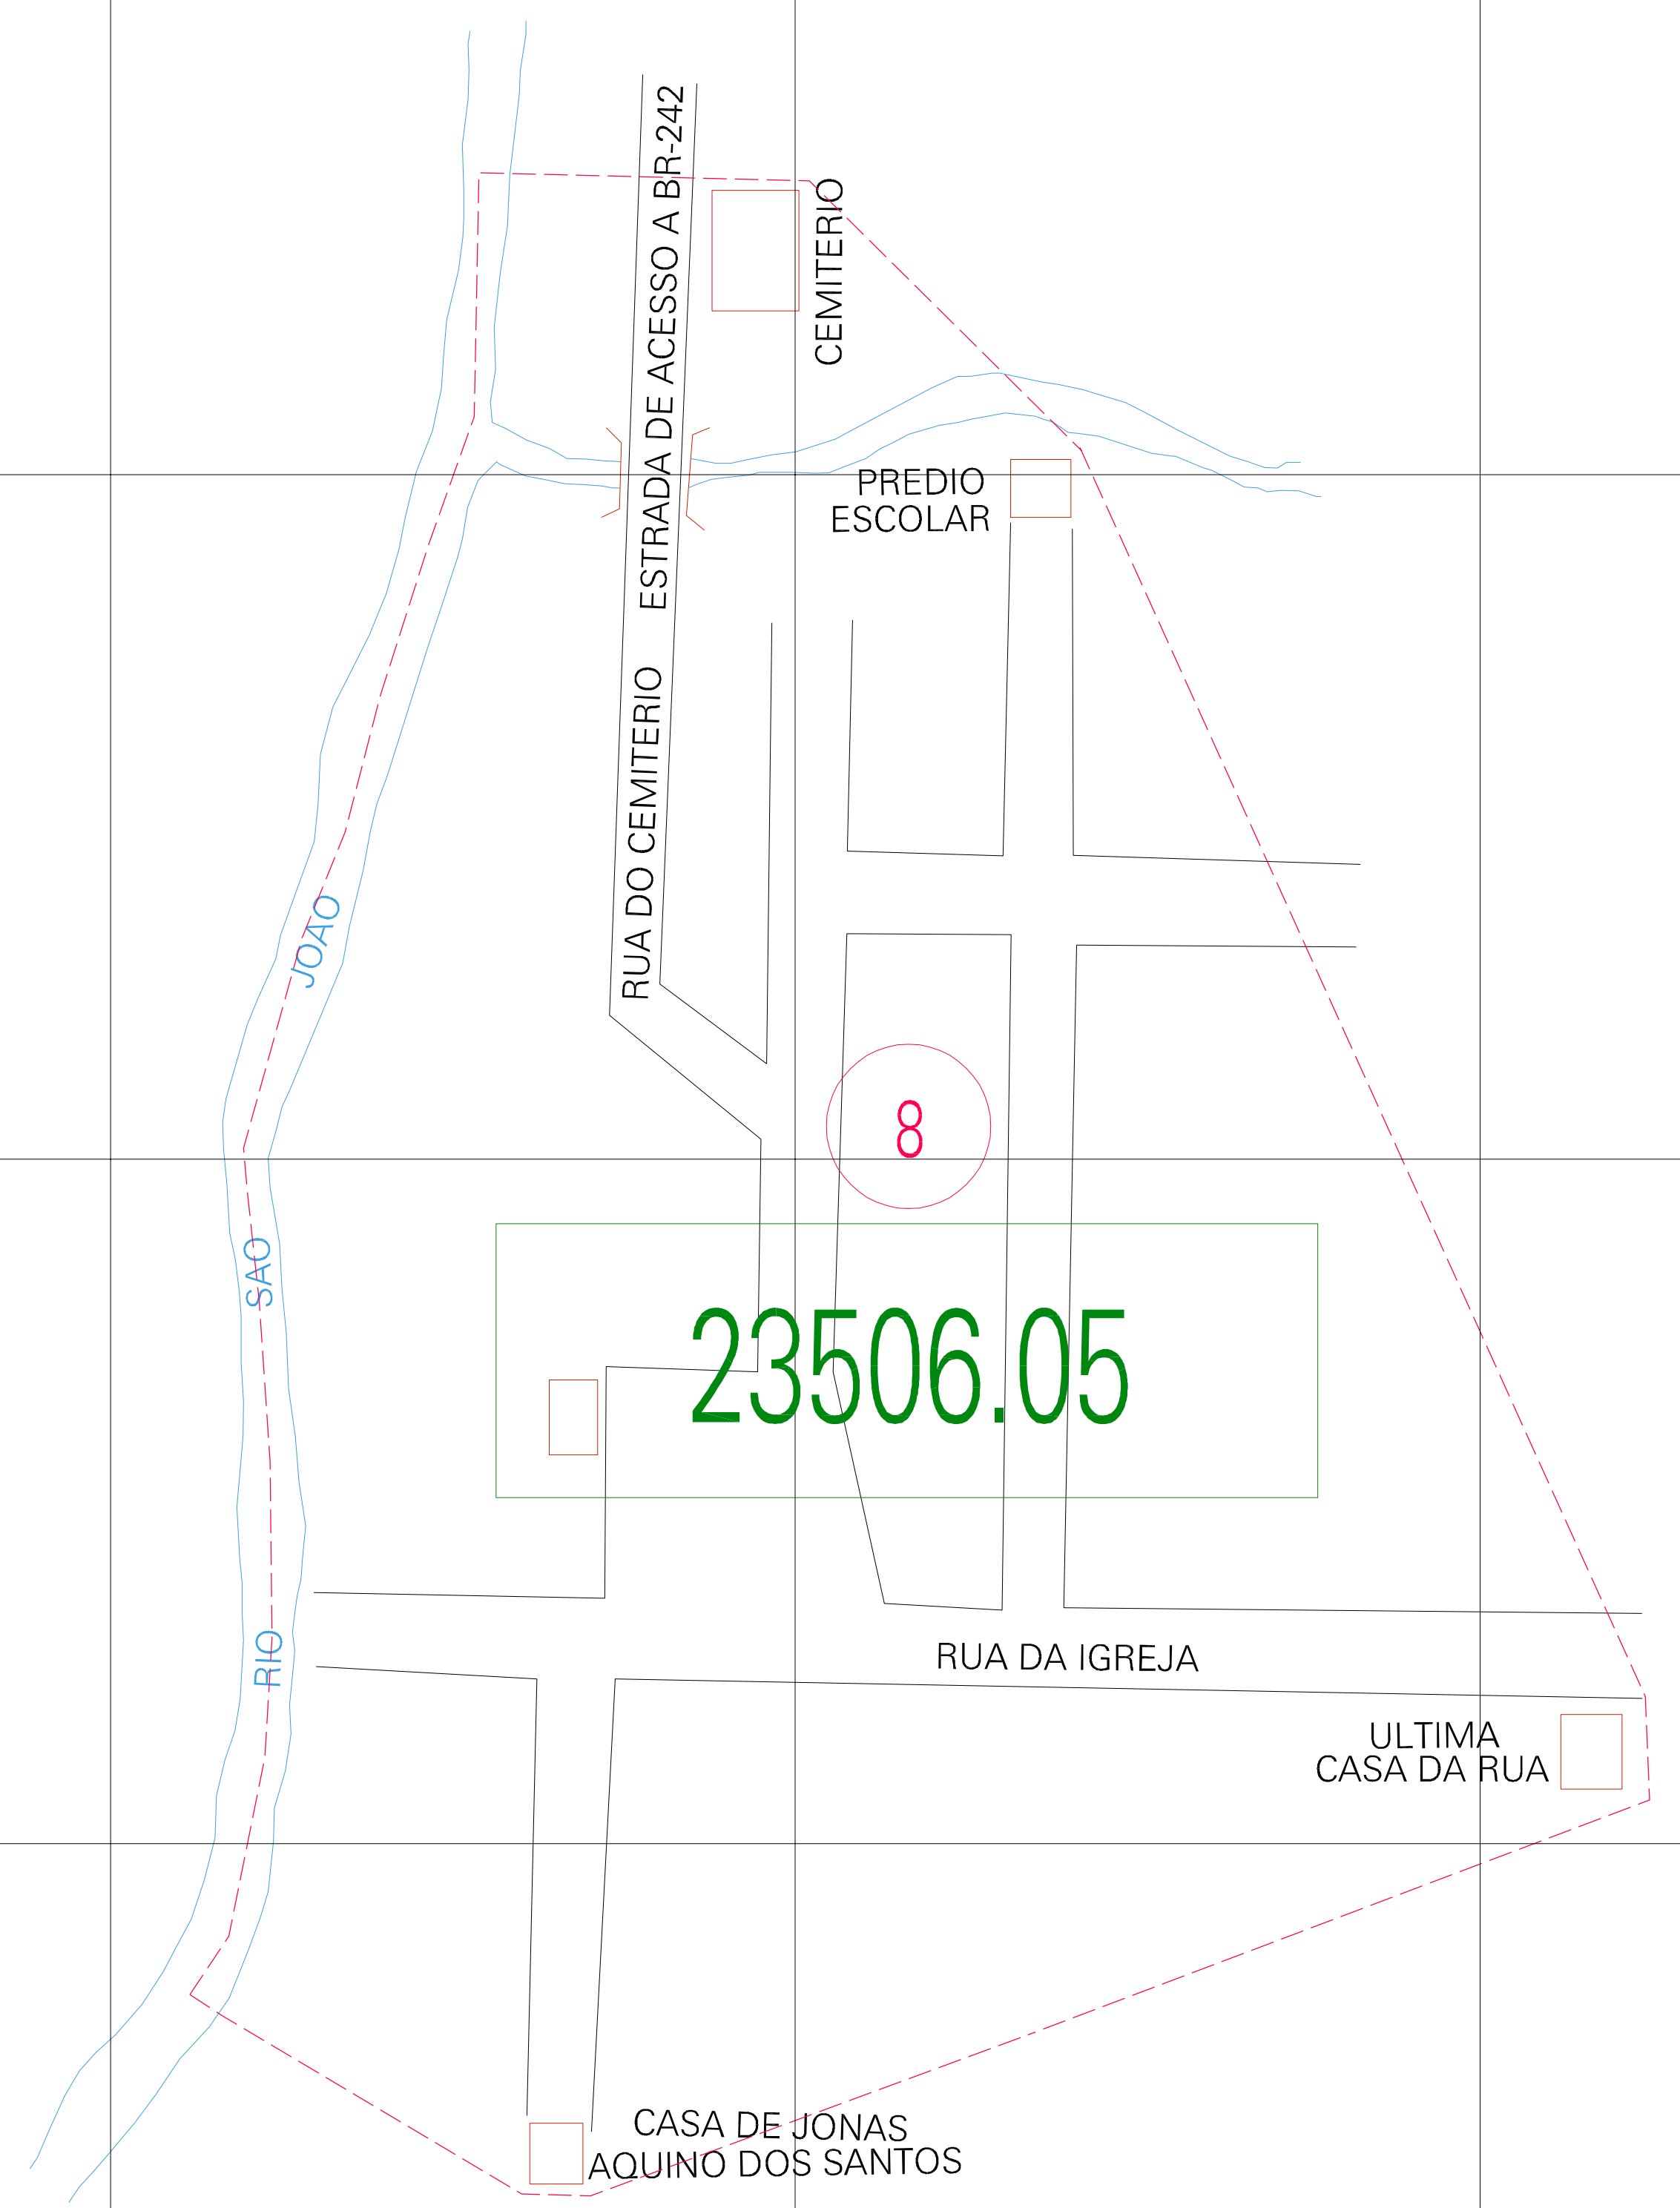 ESTRADA DE ACESSO A BR-242
CEMITERIO
PREDIO
ESCOLAR
RUA DO CEMITERIO
RIO SAO JOAO
8
23506.05
RUA DA IGREJA
ULTIMA
CASA DA RUA
CASA DE JONAS
AQUINO DOS SANTOS